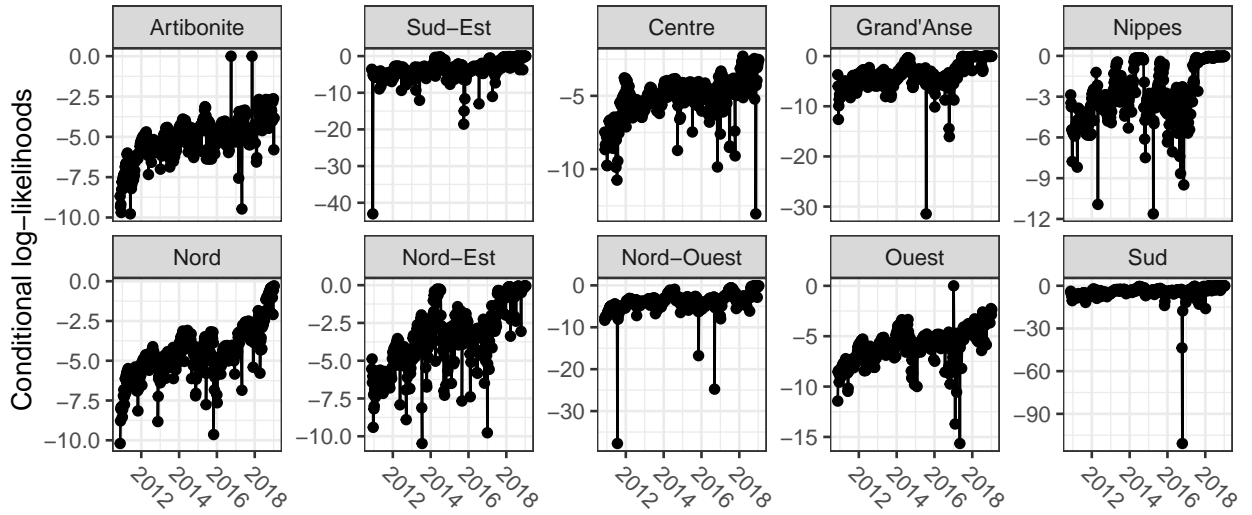 Conditional log−likelihoods
Artibonite
0.0
−2.5
−5.0
−7.5
−10.0
Sud−Est
0
−10
−20
−30
−40
Centre
−5
−10
Grand'Anse
0
−10
−20
−30
Nippes
0
−3
−6
−9
−12
Nord
0.0
−2.5
−5.0
−7.5
−10.0
Nord−Est
0.0
−2.5
−5.0
−7.5
−10.0
Nord−Ouest
0
−10
−20
−30
Ouest
0
−5
−10
−15
Sud
0
−30
−60
−90
2012 2014 2016 2018
2012 2014 2016 2018
2012 2014 2016 2018
2012 2014 2016 2018
2012 2014 2016 2018